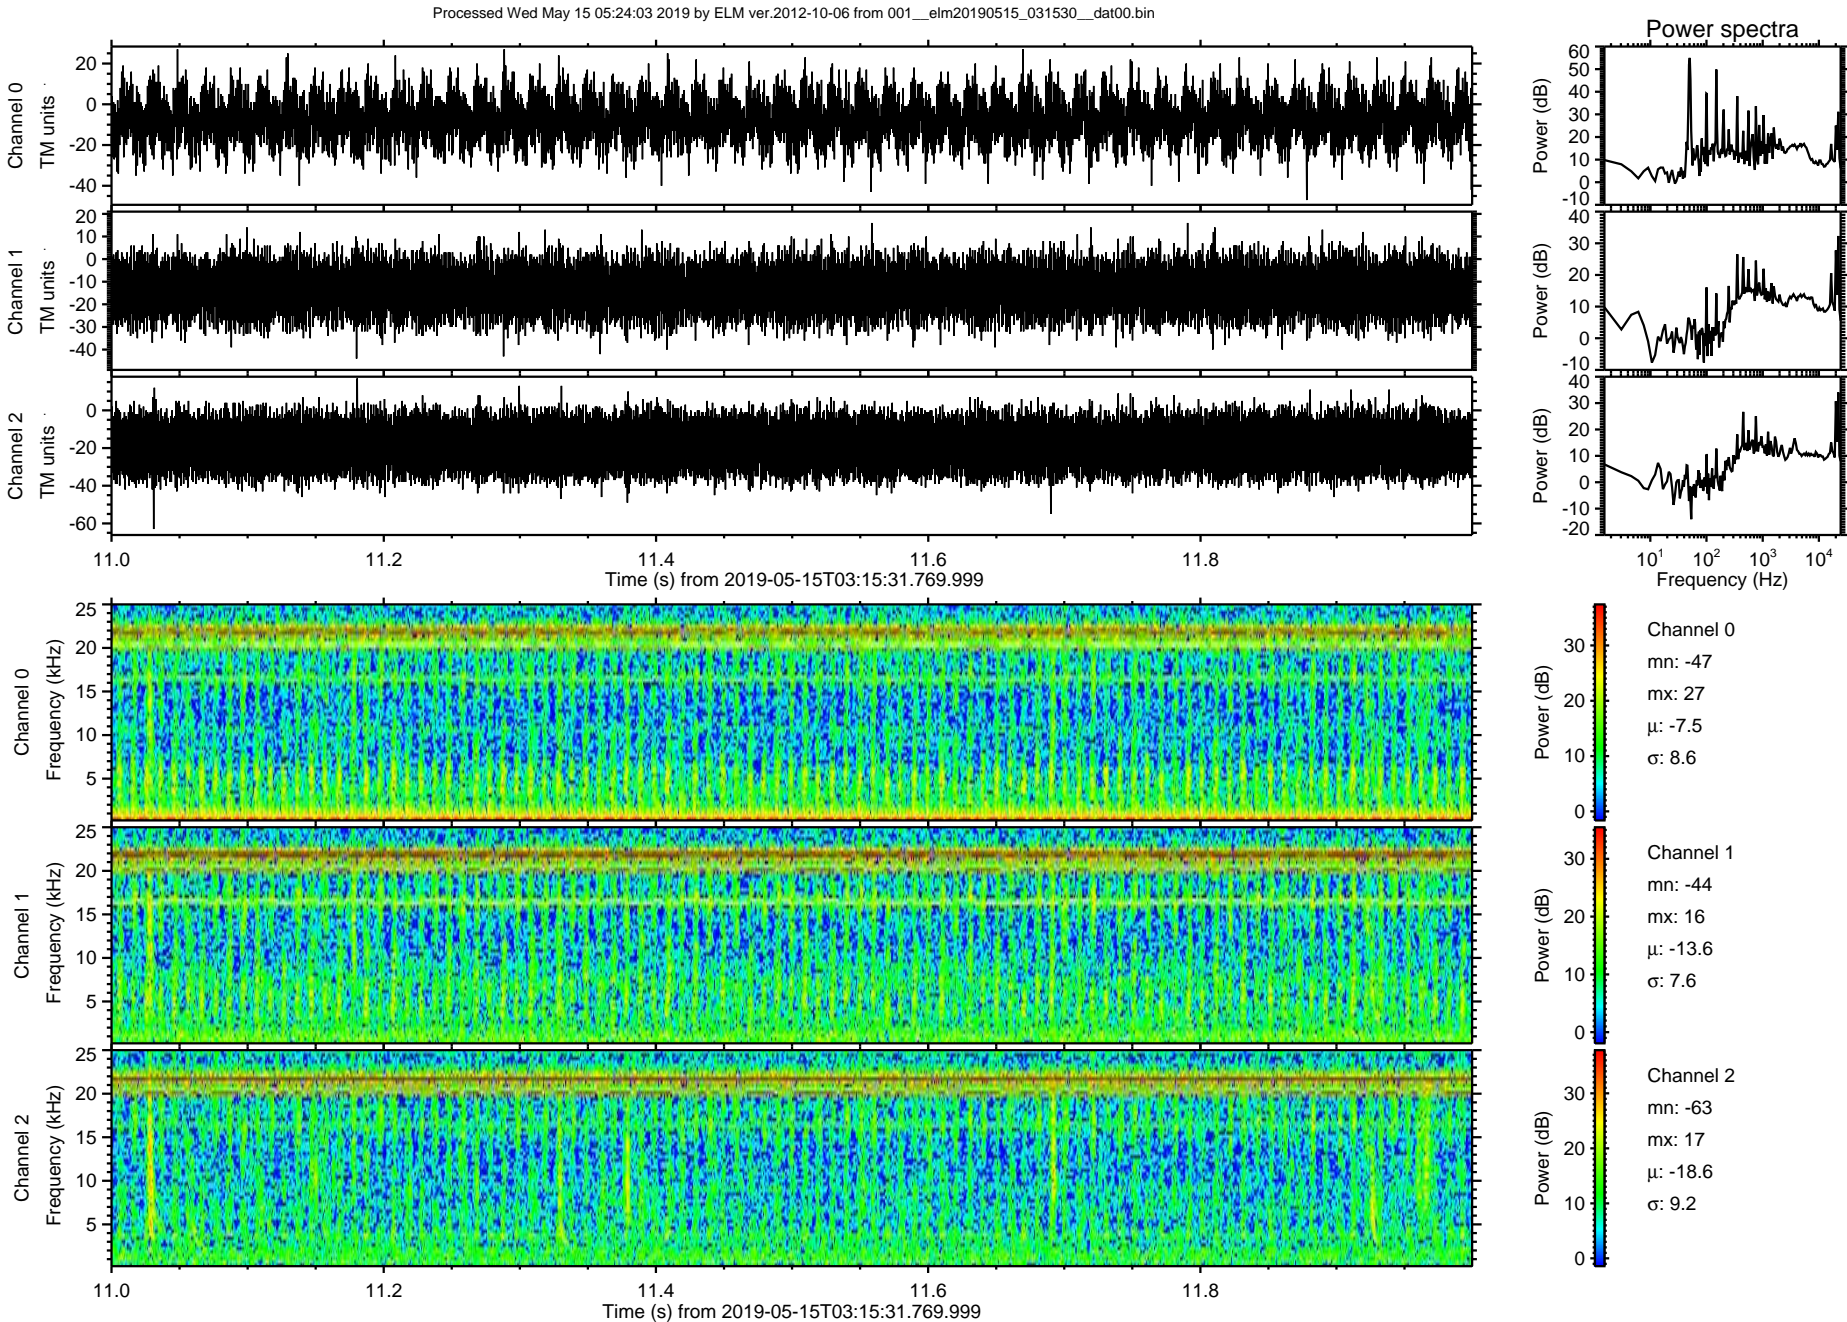 Processed Wed May 15 05:24:03 2019 by ELM ver.2012-10-06 from 001__elm20190515_031530__dat00.bin
Power spectra
Channel 0
TM units
20
0
-20
-40
Power (dB)
60
50
40
30
20
10
0
-10
Channel 1
TM units
20
10
0
-10
-20
-30
-40
Power (dB)
40
30
20
10
0
-10
Channel 2
TM units
0
-20
-40
-60
Power (dB)
40
30
20
10
0
-10
-20
11.0 11.2 11.4 11.6 11.8
Time (s) from 2019-05-15T03:15:31.769.999
10^1 10^2 10^3 10^4
Frequency (Hz)
Channel 0
Frequency (kHz)
25
20
15
10
5
Power (dB)
30
20
10
0
Channel 0
mn: -47
mx: 27
μ: -7.5
σ: 8.6
Channel 1
Frequency (kHz)
25
20
15
10
5
Power (dB)
30
20
10
0
Channel 1
mn: -44
mx: 16
μ: -13.6
σ: 7.6
Channel 2
Frequency (kHz)
25
20
15
10
5
Power (dB)
30
20
10
0
Channel 2
mn: -63
mx: 17
μ: -18.6
σ: 9.2
11.0 11.2 11.4 11.6 11.8
Time (s) from 2019-05-15T03:15:31.769.999